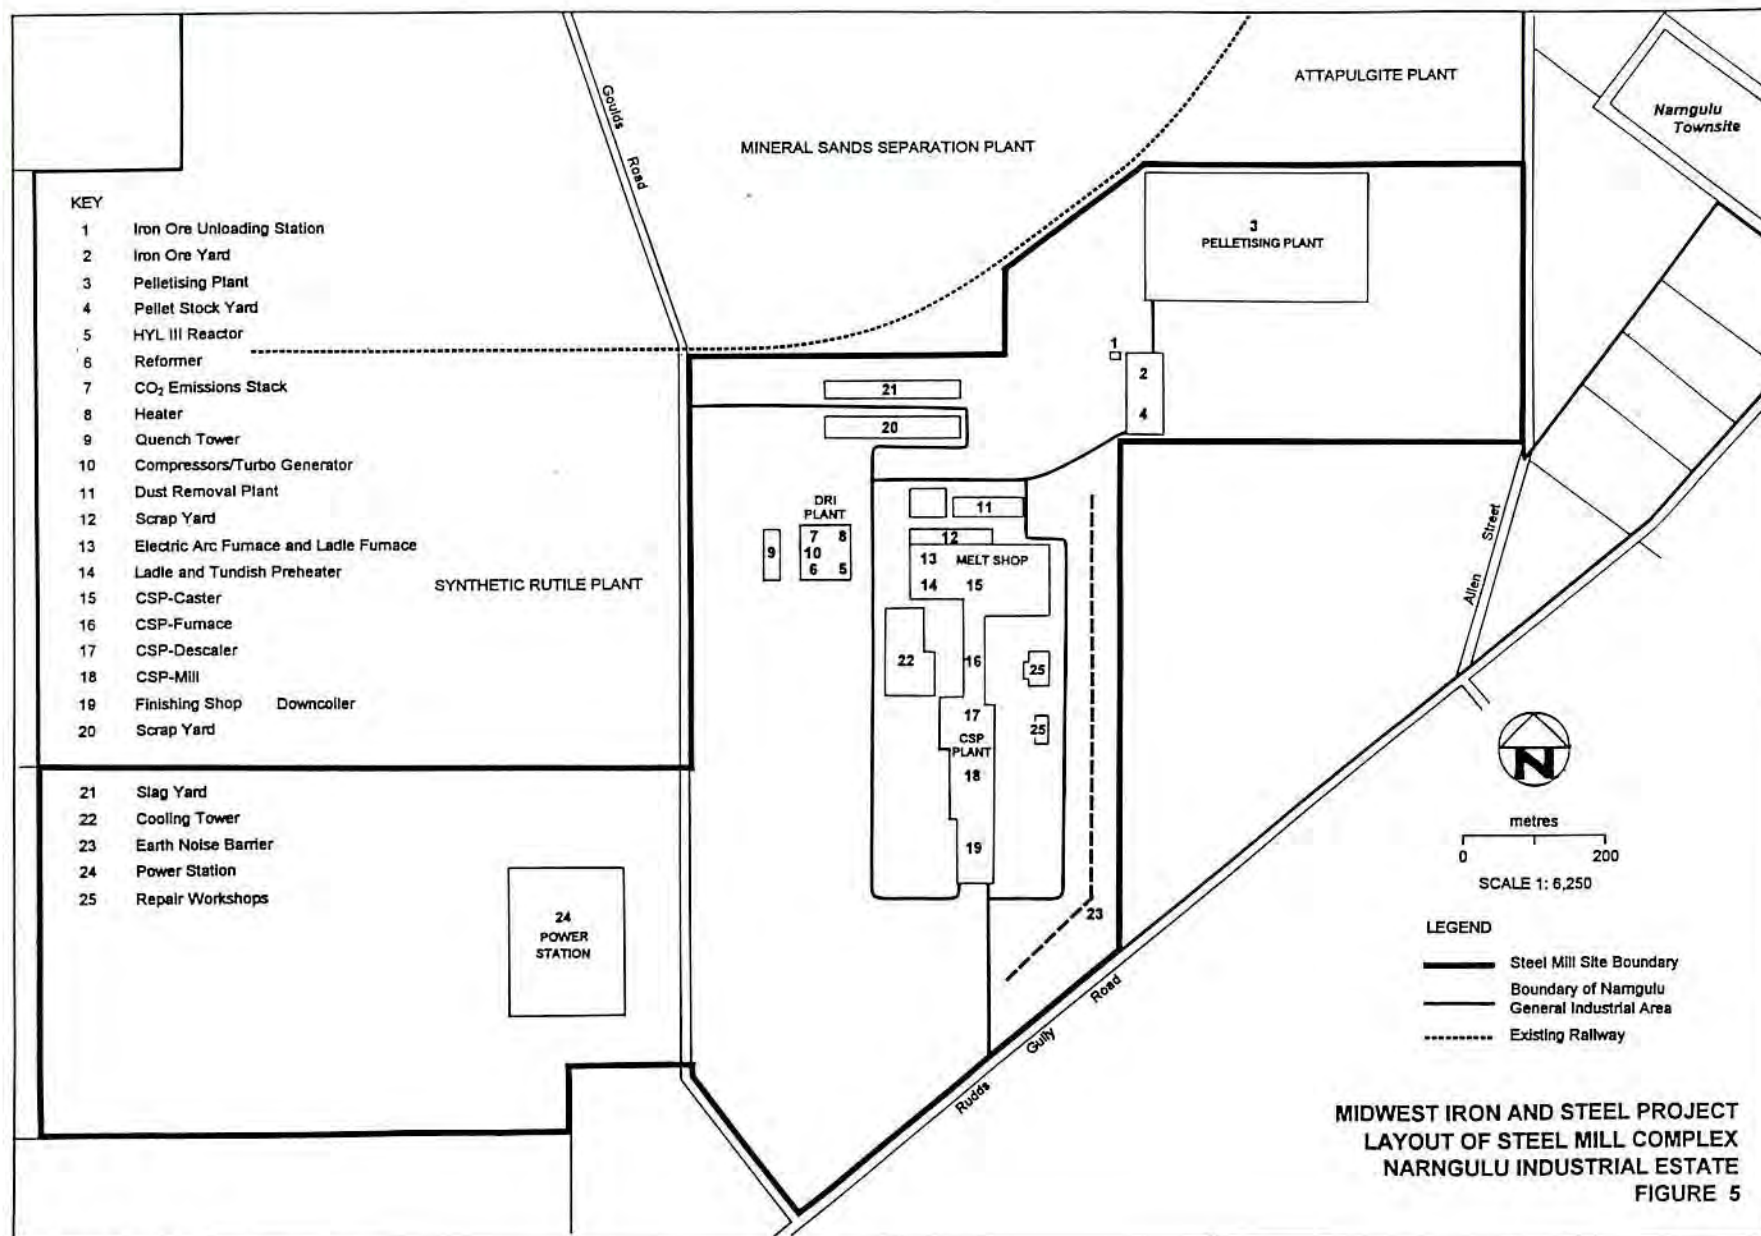 ATTAPULGITE PLANT
Narngulu
Townsite
Goulds
Road
MINERAL SANDS SEPARATION PLANT
KEY
1 Iron Ore Unloading Station
2 Iron Ore Yard
3 Pelletising Plant
4 Pellet Stock Yard
5 HYL III Reactor
6 Reformer
7 CO₂ Emissions Stack
8 Heater
9 Quench Tower
10 Compressors/Turbo Generator
11 Dust Removal Plant
12 Scrap Yard
13 Electric Arc Furnace and Ladle Furnace
14 Ladle and Tundish Preheater
15 CSP-Caster
16 CSP-Furnace
17 CSP-Descaler
18 CSP-Mill
19 Finishing Shop Downcoiler
20 Scrap Yard
21 Slag Yard
22 Cooling Tower
23 Earth Noise Barrier
24 Power Station
25 Repair Workshops
3
PELLETISING PLANT
1
2
4
21
20
DRI
PLANT
7 8
10
6 5
9
11
12
13 MELT SHOP
14 15
SYNTHETIC RUTILE PLANT
22
16
25
17
CSP
PLANT
25
18
19
23
24
POWER
STATION
Allen Street
Rudds Gully Road
N
metres
0 200
SCALE 1: 6,250
LEGEND
Steel Mill Site Boundary
Boundary of Narngulu
General Industrial Area
Existing Railway
MIDWEST IRON AND STEEL PROJECT
LAYOUT OF STEEL MILL COMPLEX
NARNGULU INDUSTRIAL ESTATE
FIGURE 5